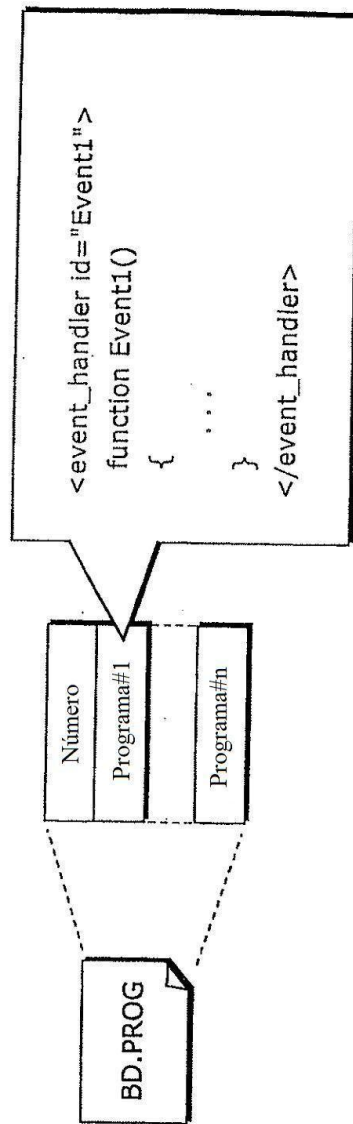 BD.PROG
Número
Programa#1
Programa#n
<event_handler id="Event1">
function Event1()
{
...
}
</event_handler>